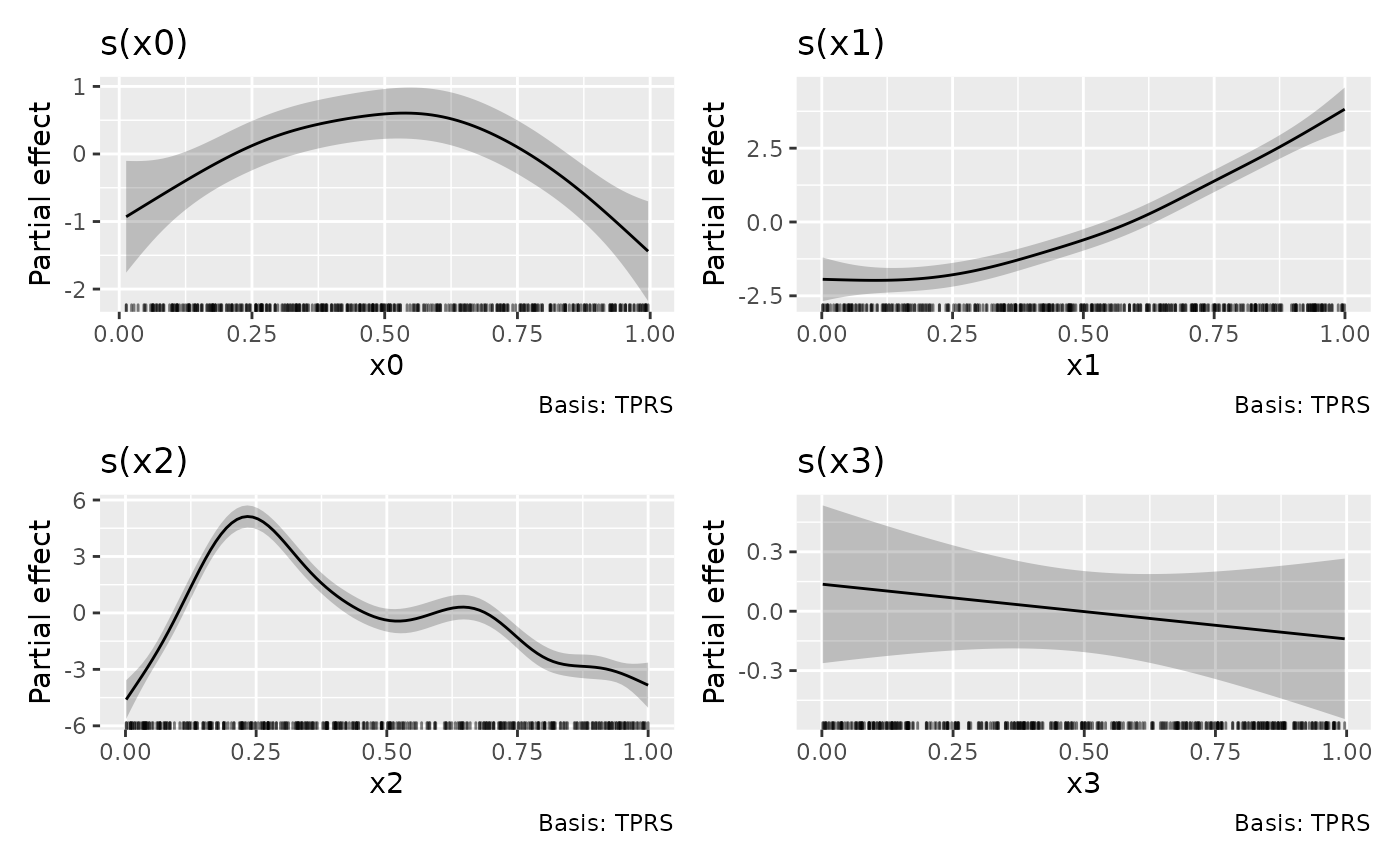 s(x0)
Partial effect
1
0
-1
-2
0.00 0.25 0.50 0.75 1.00
x0
Basis: TPRS
s(x1)
Partial effect
2.5
0.0
-2.5
0.00 0.25 0.50 0.75 1.00
x1
Basis: TPRS
s(x2)
Partial effect
6
3
0
-3
-6
0.00 0.25 0.50 0.75 1.00
x2
Basis: TPRS
s(x3)
Partial effect
0.3
0.0
-0.3
0.00 0.25 0.50 0.75 1.00
x3
Basis: TPRS